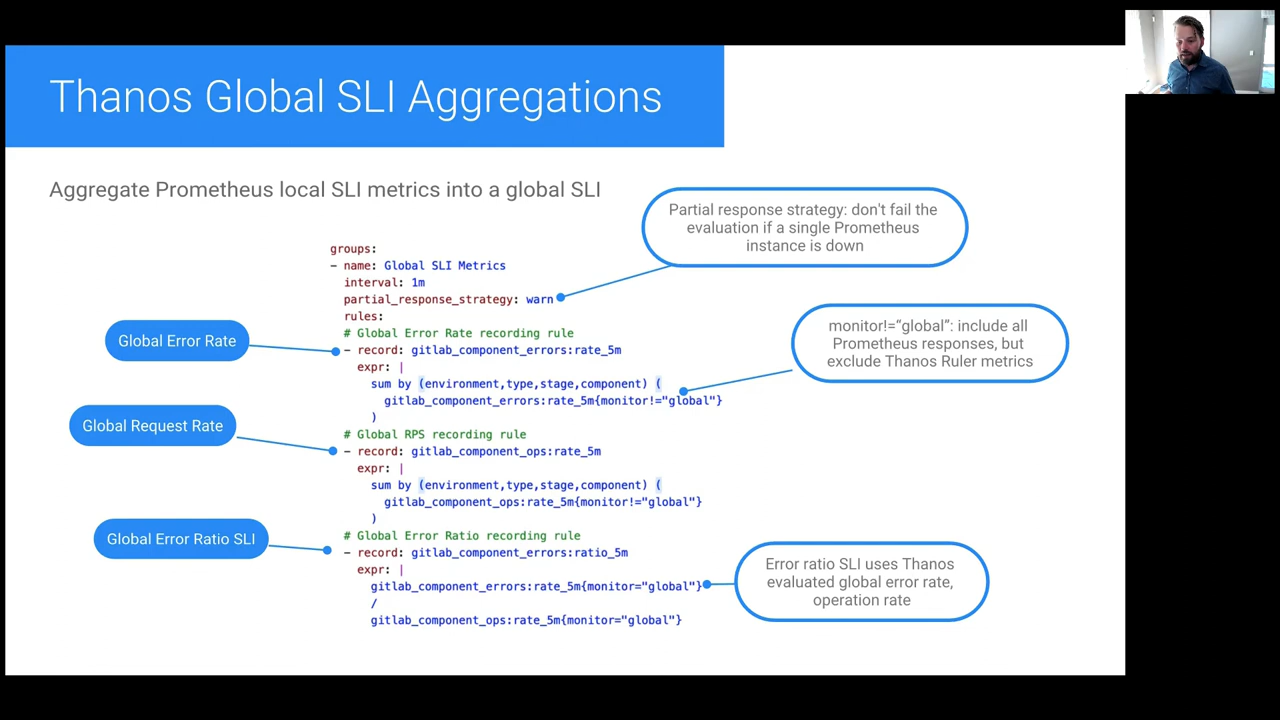 Thanos Global SLI Aggregations
Aggregate Prometheus local SLI metrics into a global SLI
Partial response strategy: don't fail the
evaluation if a single Prometheus
instance is down
groups:
- name: Global SLI Metrics
interval: 1m
partial_response_strategy: warn
rules:
# Global Error Rate recording rule
Global Error Rate
- record: gitlab_component_errors:rate_5m
expr: |
sum by (environment,type,stage,component) (
gitlab_component_errors:rate_5m{monitor!="global"}
)
monitor!=“global”: include all
Prometheus responses, but
exclude Thanos Ruler metrics
Global Request Rate
# Global RPS recording rule
- record: gitlab_component_ops:rate_5m
expr: |
sum by (environment,type,stage,component) (
gitlab_component_ops:rate_5m{monitor!="global"}
)
Global Error Ratio SLI
# Global Error Ratio recording rule
- record: gitlab_component_errors:ratio_5m
expr: |
gitlab_component_errors:rate_5m{monitor="global"}
/
gitlab_component_ops:rate_5m{monitor="global"}
Error ratio SLI uses Thanos
evaluated global error rate,
operation rate